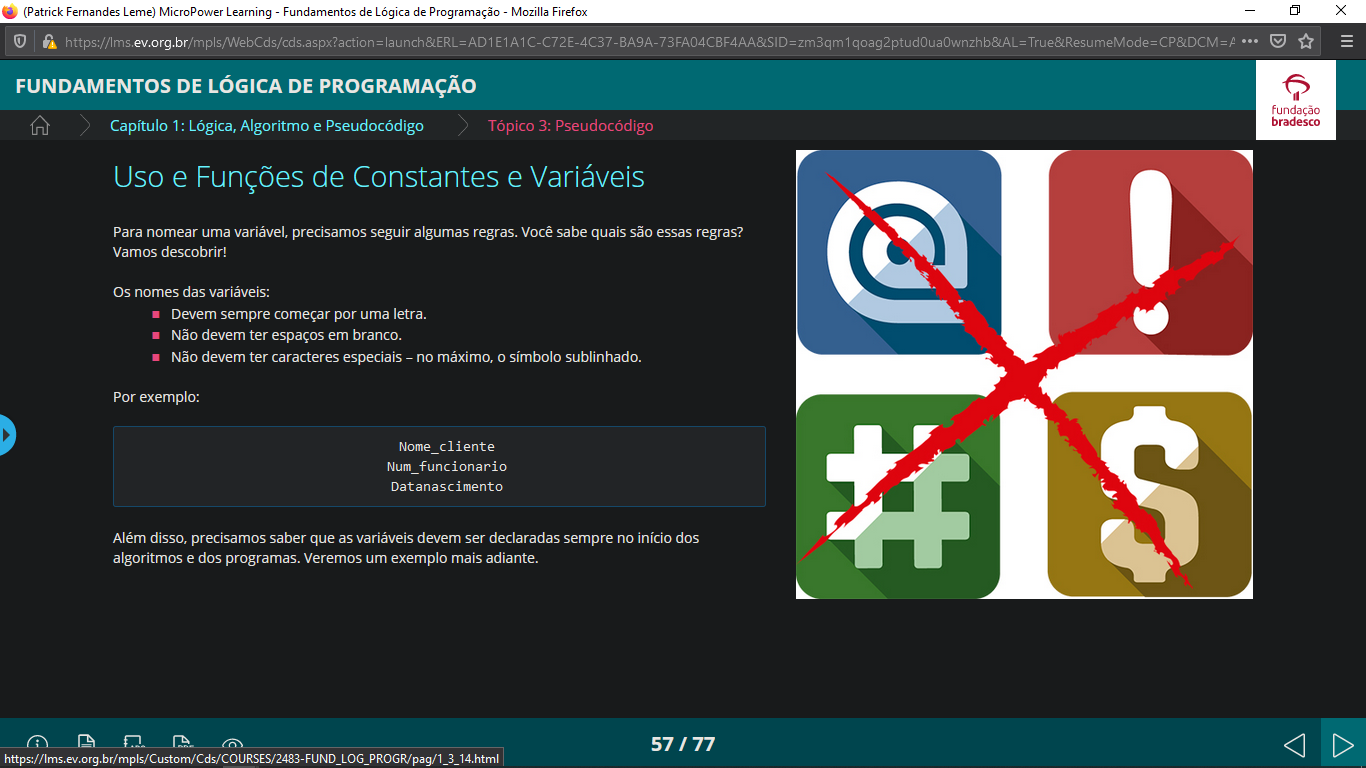 (Patrick Fernandes Leme) MicroPower Learning - Fundamentos de Lógica de Programação - Mozilla Firefox
https://lms.ev.org.br/mpls/WebCds/cds.aspx?action=launch&ERL=AD1E1A1C-C72E-4C37-BA9A-73FA04CBF4AA&SID=zm3qm1qoag2ptud0ua0wnzhb&AL=True&ResumeMode=CP&DCM=A
FUNDAMENTOS DE LÓGICA DE PROGRAMAÇÃO
fundação
bradesco
Capítulo 1: Lógica, Algoritmo e Pseudocódigo
Tópico 3: Pseudocódigo
Uso e Funções de Constantes e Variáveis
Para nomear uma variável, precisamos seguir algumas regras. Você sabe quais são essas regras?
Vamos descobrir!
Os nomes das variáveis:
Devem sempre começar por uma letra.
Não devem ter espaços em branco.
Não devem ter caracteres especiais – no máximo, o símbolo sublinhado.
Por exemplo:
Nome_cliente
Num_funcionario
Datanascimento
Além disso, precisamos saber que as variáveis devem ser declaradas sempre no início dos
algoritmos e dos programas. Veremos um exemplo mais adiante.
@ !
# $
57 / 77
https://lms.ev.org.br/mpls/Custom/Cds/COURSES/2483-FUND_LOG_PROGR/pag/1_3_14.html